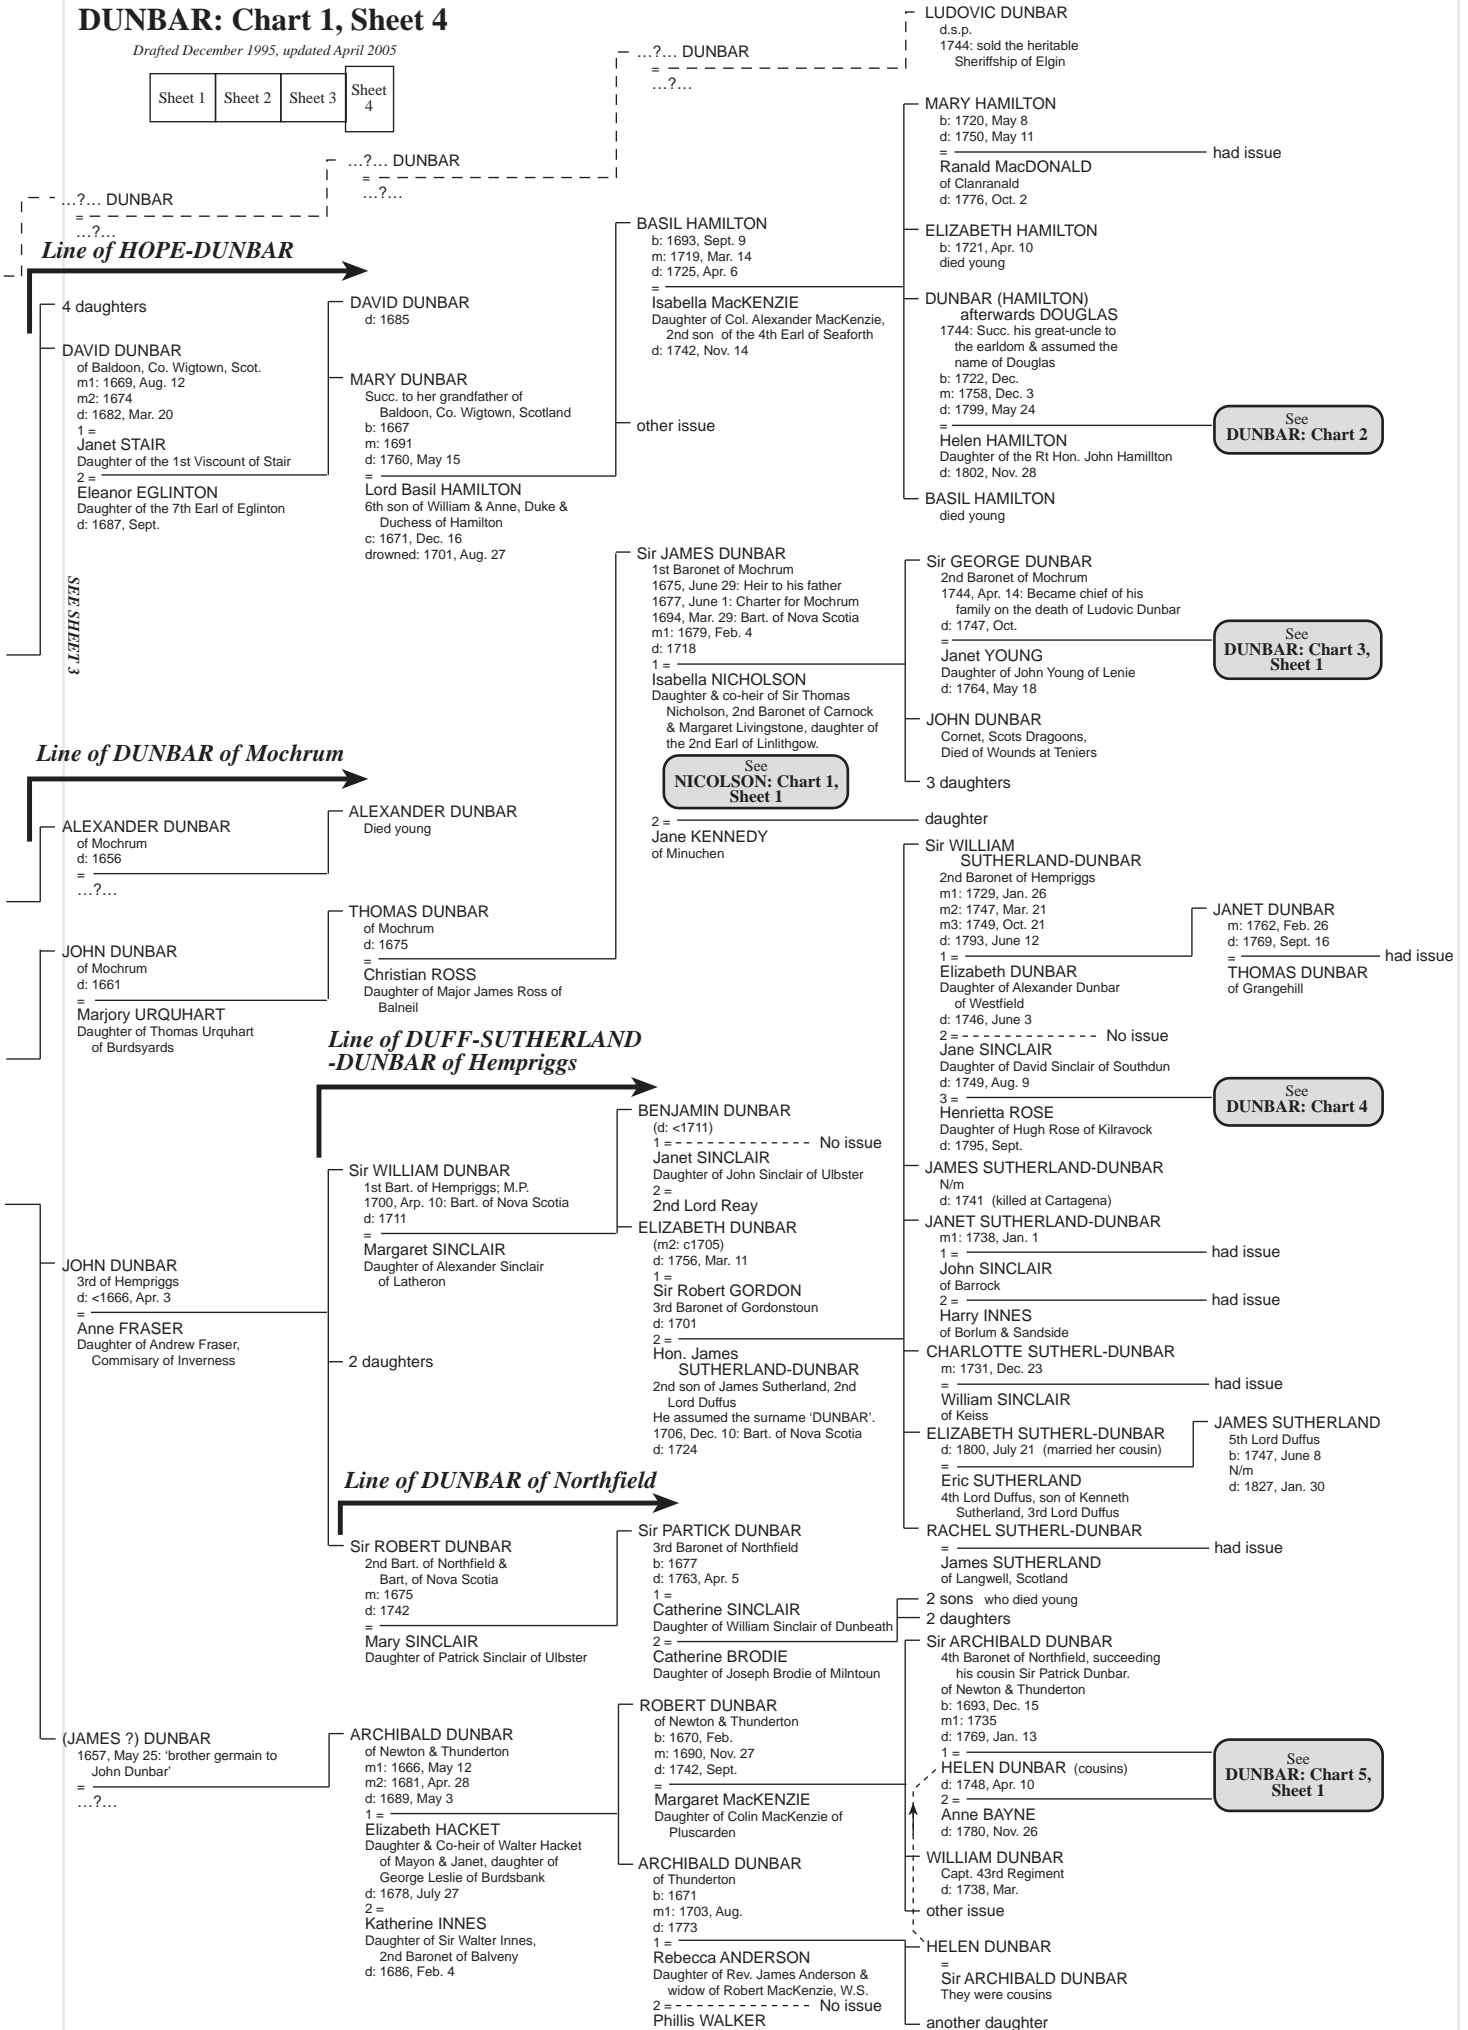 DUNBAR: Chart 1, Sheet 4
Drafted December 1995, updated April 2005
Sheet 1
Sheet 2
Sheet 3
Sheet
4
…?… DUNBAR
=
…?…
…?… DUNBAR
=
…?…
…?… DUNBAR
=
…?…
LUDOVIC DUNBAR
d.s.p.
1744: sold the heritable
Sheriffship of Elgin
Line of HOPE-DUNBAR
4 daughters
DAVID DUNBAR
of Baldoon, Co. Wigtown, Scot.
m1: 1669, Aug. 12
m2: 1674
d: 1682, Mar. 20
1 =
Janet STAIR
Daughter of the 1st Viscount of Stair
2 =
Eleanor EGLINTON
Daughter of the 7th Earl of Eglinton
d: 1687, Sept.
SEE SHEET 3
DAVID DUNBAR
d: 1685
MARY DUNBAR
Succ. to her grandfather of
Baldoon, Co. Wigtown, Scotland
b: 1667
m: 1691
d: 1760, May 15
=
Lord Basil HAMILTON
6th son of William & Anne, Duke &
Duchess of Hamilton
c: 1671, Dec. 16
drowned: 1701, Aug. 27
BASIL HAMILTON
b: 1693, Sept. 9
m: 1719, Mar. 14
d: 1725, Apr. 6
=
Isabella MacKENZIE
Daughter of Col. Alexander MacKenzie,
2nd son of the 4th Earl of Seaforth
d: 1742, Nov. 14
other issue
MARY HAMILTON
b: 1720, May 8
d: 1750, May 11
=
had issue
Ranald MacDONALD
of Clanranald
d: 1776, Oct. 2
ELIZABETH HAMILTON
b: 1721, Apr. 10
died young
DUNBAR (HAMILTON)
afterwards DOUGLAS
1744: Succ. his great-uncle to
the earldom & assumed the
name of Douglas
b: 1722, Dec.
m: 1758, Dec. 3
d: 1799, May 24
=
See
DUNBAR: Chart 2
Helen HAMILTON
Daughter of the Rt Hon. John Hamillton
d: 1802, Nov. 28
BASIL HAMILTON
died young
Line of DUNBAR of Mochrum
ALEXANDER DUNBAR
of Mochrum
d: 1656
=
…?…
ALEXANDER DUNBAR
Died young
JOHN DUNBAR
of Mochrum
d: 1661
=
Marjory URQUHART
Daughter of Thomas Urquhart
of Burdsyards
THOMAS DUNBAR
of Mochrum
d: 1675
=
Christian ROSS
Daughter of Major James Ross of
Balneil
Sir JAMES DUNBAR
1st Baronet of Mochrum
1675, June 29: Heir to his father
1677, June 1: Charter for Mochrum
1694, Mar. 29: Bart. of Nova Scotia
m1: 1679, Feb. 4
d: 1718
1 =
Isabella NICHOLSON
Daughter & co-heir of Sir Thomas
Nicholson, 2nd Baronet of Carnock
& Margaret Livingstone, daughter of
the 2nd Earl of Linlithgow.
See
NICOLSON: Chart 1,
Sheet 1
2 =
daughter
Jane KENNEDY
of Minuchen
Sir GEORGE DUNBAR
2nd Baronet of Mochrum
1744, Apr. 14: Became chief of his
family on the death of Ludovic Dunbar
d: 1747, Oct.
=
See
DUNBAR: Chart 3,
Sheet 1
Janet YOUNG
Daughter of John Young of Lenie
d: 1764, May 18
JOHN DUNBAR
Cornet, Scots Dragoons,
Died of Wounds at Teniers
3 daughters
Line of DUFF-SUTHERLAND
-DUNBAR of Hempriggs
JOHN DUNBAR
3rd of Hempriggs
d: <1666, Apr. 3
=
Anne FRASER
Daughter of Andrew Fraser,
Commisary of Inverness
Sir WILLIAM DUNBAR
1st Bart. of Hempriggs; M.P.
1700, Arp. 10: Bart. of Nova Scotia
d: 1711
=
Margaret SINCLAIR
Daughter of Alexander Sinclair
of Latheron
2 daughters
BENJAMIN DUNBAR
(d: <1711)
1 =
No issue
Janet SINCLAIR
Daughter of John Sinclair of Ulbster
2 =
2nd Lord Reay
ELIZABETH DUNBAR
(m2: c1705)
d: 1756, Mar. 11
1 =
Sir Robert GORDON
3rd Baronet of Gordonstoun
d: 1701
2 =
Hon. James
SUTHERLAND-DUNBAR
2nd son of James Sutherland, 2nd
Lord Duffus
He assumed the surname ‘DUNBAR’.
1706, Dec. 10: Bart. of Nova Scotia
d: 1724
Sir WILLIAM
SUTHERLAND-DUNBAR
2nd Baronet of Hempriggs
m1: 1729, Jan. 26
m2: 1747, Mar. 21
m3: 1749, Oct. 21
d: 1793, June 12
1 =
Elizabeth DUNBAR
Daughter of Alexander Dunbar
of Westfield
d: 1746, June 3
2 =
No issue
Jane SINCLAIR
Daughter of David Sinclair of Southdun
d: 1749, Aug. 9
3 =
See
DUNBAR: Chart 4
Henrietta ROSE
Daughter of Hugh Rose of Kilravock
d: 1795, Sept.
JANET DUNBAR
m: 1762, Feb. 26
d: 1769, Sept. 16
=
had issue
THOMAS DUNBAR
of Grangehill
JAMES SUTHERLAND-DUNBAR
N/m
d: 1741 (killed at Cartagena)
JANET SUTHERLAND-DUNBAR
m1: 1738, Jan. 1
1 =
had issue
John SINCLAIR
of Barrock
2 =
had issue
Harry INNES
of Borlum & Sandside
CHARLOTTE SUTHERL-DUNBAR
m: 1731, Dec. 23
=
had issue
William SINCLAIR
of Keiss
ELIZABETH SUTHERL-DUNBAR
d: 1800, July 21 (married her cousin)
=
Eric SUTHERLAND
4th Lord Duffus, son of Kenneth
Sutherland, 3rd Lord Duffus
JAMES SUTHERLAND
5th Lord Duffus
b: 1747, June 8
N/m
d: 1827, Jan. 30
RACHEL SUTHERL-DUNBAR
=
had issue
James SUTHERLAND
of Langwell, Scotland
Line of DUNBAR of Northfield
Sir ROBERT DUNBAR
2nd Bart. of Northfield &
Bart, of Nova Scotia
m: 1675
d: 1742
=
Mary SINCLAIR
Daughter of Patrick Sinclair of Ulbster
Sir PARTICK DUNBAR
3rd Baronet of Northfield
b: 1677
d: 1763, Apr. 5
1 =
Catherine SINCLAIR
Daughter of William Sinclair of Dunbeath
2 =
Catherine BRODIE
Daughter of Joseph Brodie of Milntoun
2 sons who died young
2 daughters
(JAMES ?) DUNBAR
1657, May 25: ‘brother germain to
John Dunbar’
=
…?…
ARCHIBALD DUNBAR
of Newton & Thunderton
m1: 1666, May 12
m2: 1681, Apr. 28
d: 1689, May 3
1 =
Elizabeth HACKET
Daughter & Co-heir of Walter Hacket
of Mayon & Janet, daughter of
George Leslie of Burdsbank
d: 1678, July 27
2 =
Katherine INNES
Daughter of Sir Walter Innes,
2nd Baronet of Balveny
d: 1686, Feb. 4
ROBERT DUNBAR
of Newton & Thunderton
b: 1670, Feb.
m: 1690, Nov. 27
d: 1742, Sept.
=
Margaret MacKENZIE
Daughter of Colin MacKenzie of
Pluscarden
ARCHIBALD DUNBAR
of Thunderton
b: 1671
m1: 1703, Aug.
d: 1773
1 =
Rebecca ANDERSON
Daughter of Rev. James Anderson &
widow of Robert MacKenzie, W.S.
2 =
No issue
Phillis WALKER
Sir ARCHIBALD DUNBAR
4th Baronet of Northfield, succeeding
his cousin Sir Patrick Dunbar.
of Newton & Thunderton
b: 1693, Dec. 15
m1: 1735
d: 1769, Jan. 13
1 =
HELEN DUNBAR (cousins)
d: 1748, Apr. 10
2 =
Anne BAYNE
d: 1780, Nov. 26
See
DUNBAR: Chart 5,
Sheet 1
WILLIAM DUNBAR
Capt. 43rd Regiment
d: 1738, Mar.
other issue
HELEN DUNBAR
=
Sir ARCHIBALD DUNBAR
They were cousins
another daughter